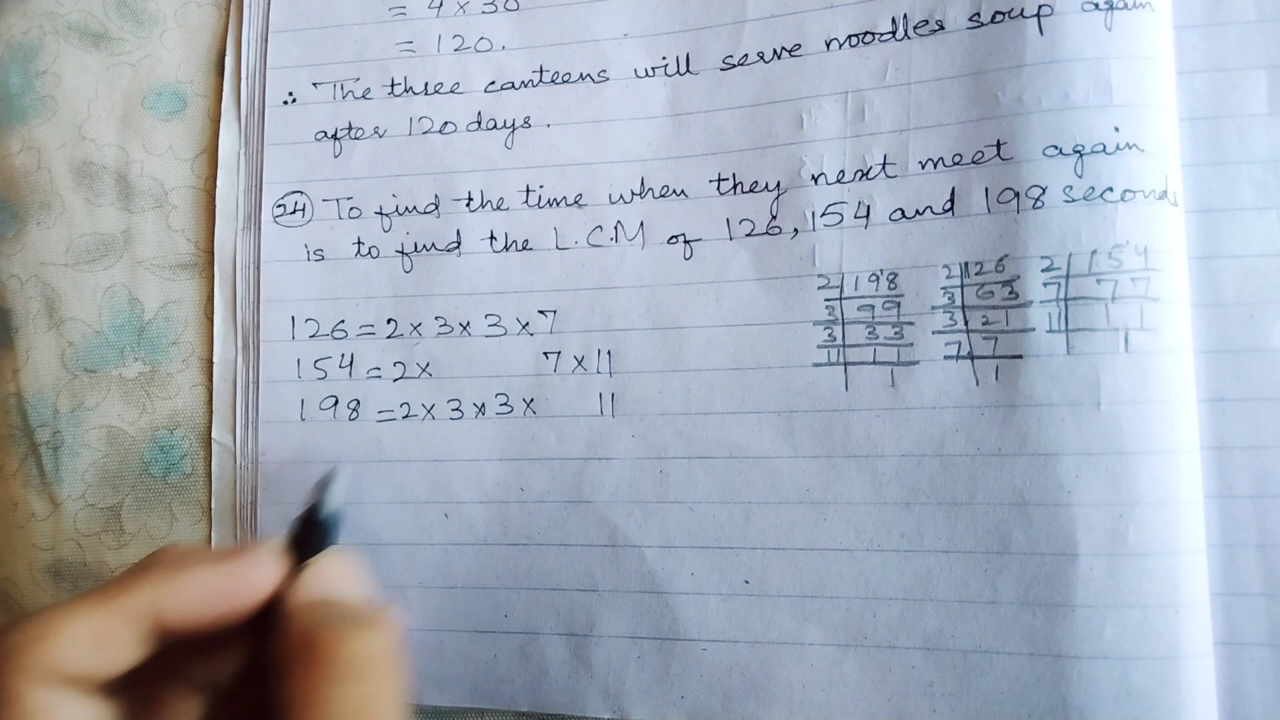 = 4 × 30
= 120.
∴ The three canteens will serve noodles soup again
after 120 days.
24 To find the time when they next meet again
is to find the L.C.M of 126, 154 and 198 seconds
2 198
3 99
3 33
11 11
1
2 126
3 63
3 21
7 7
1
2 154
7 77
11 11
1
126 = 2 × 3 × 3 × 7
154 = 2 × 7 × 11
198 = 2 × 3 × 3 × 11